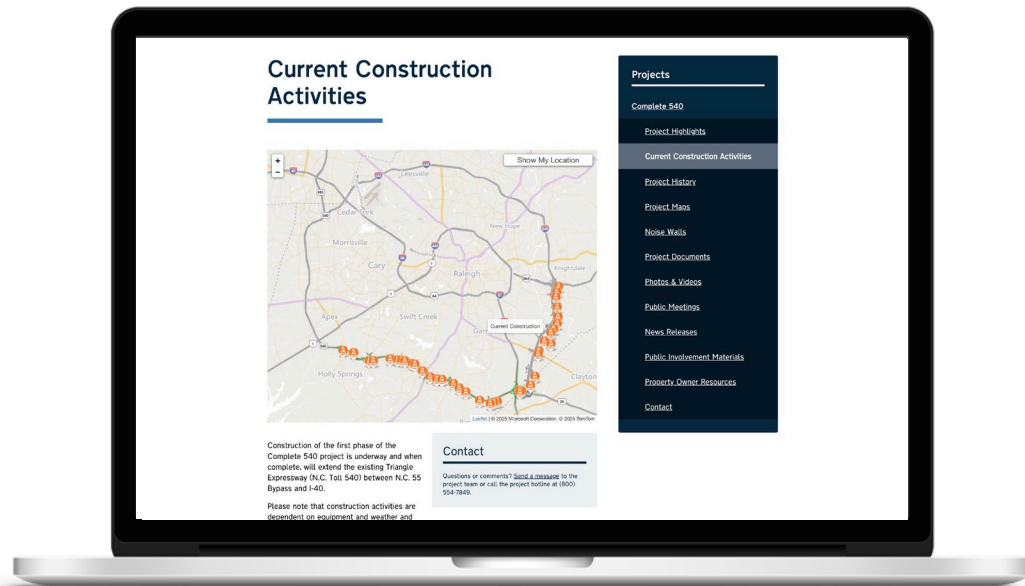 Current Construction
Activities
+
−
Show My Location
Leesville
Cedar Fork
New Hope
Morrisville
Cary
Raleigh
Knightdale
Apex
Swift Creek
Current Construction
Holly Springs
Clayton
Leaflet | © 2025 Microsoft Corporation, © 2025 TomTom
Construction of the first phase of the
Complete 540 project is underway and when
complete, will extend the existing Triangle
Expressway (N.C. Toll 540) between N.C. 55
Bypass and I-40.
Please note that construction activities are
dependent on equipment and weather and
Contact
Questions or comments? Send a message to the
project team or call the project hotline at (800)
554-7849.
Projects
Complete 540
Project Highlights
Current Construction Activities
Project History
Project Maps
Noise Walls
Project Documents
Photos & Videos
Public Meetings
News Releases
Public Involvement Materials
Property Owner Resources
Contact